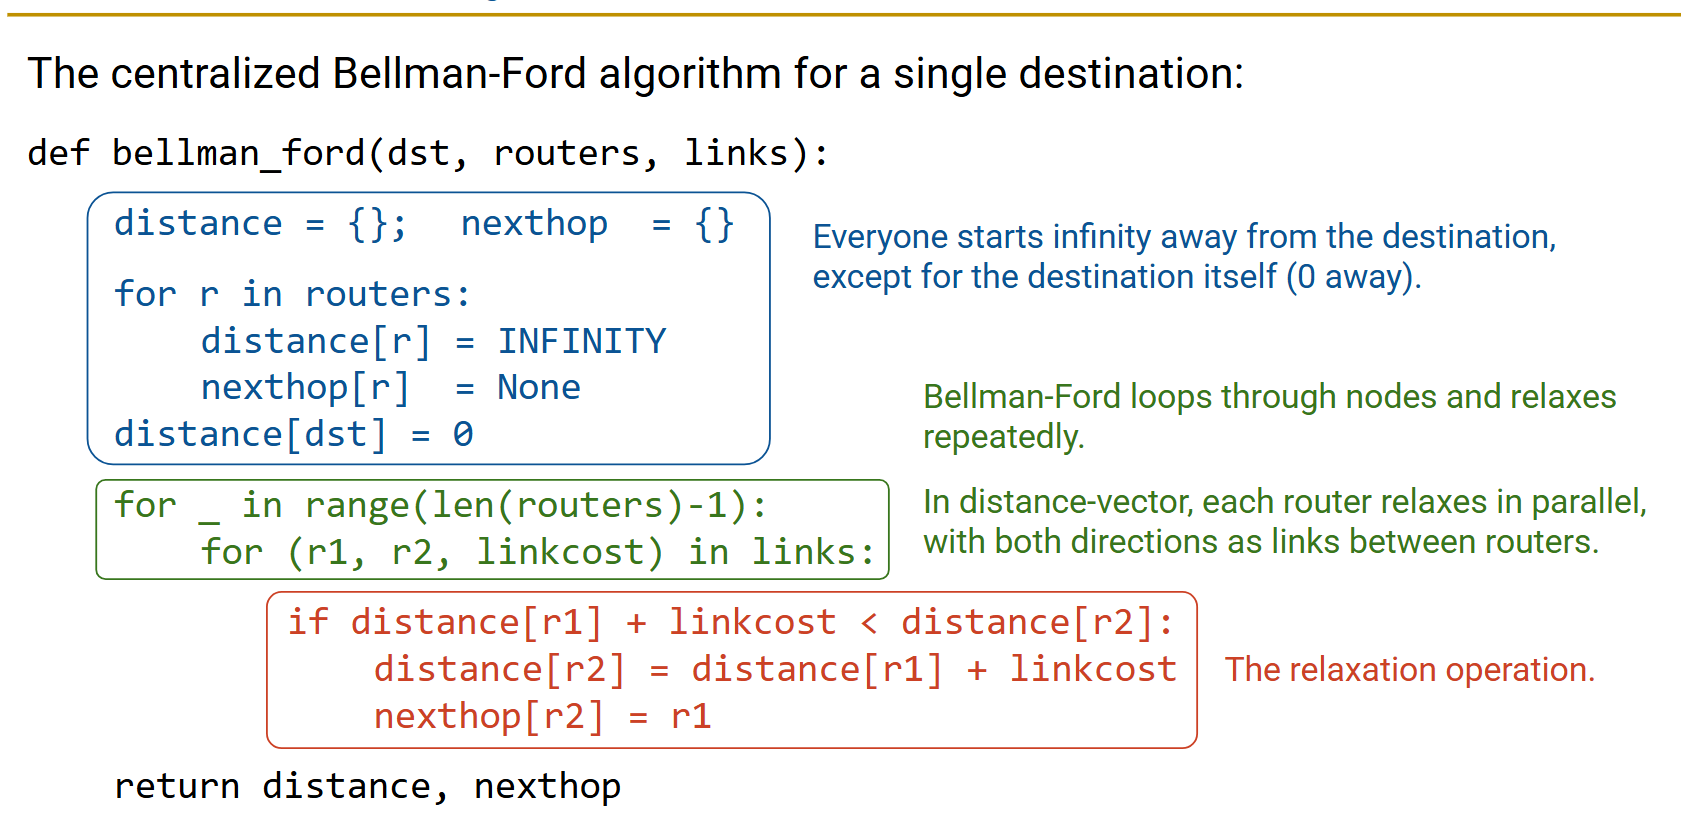 The centralized Bellman-Ford algorithm for a single destination:
def bellman_ford(dst, routers, links):
distance = {};  nexthop  = {}
for r in routers:
distance[r] = INFINITY
nexthop[r]  = None
distance[dst] = 0
Everyone starts infinity away from the destination,
except for the destination itself (0 away).
Bellman-Ford loops through nodes and relaxes
repeatedly.
for _ in range(len(routers)-1):
for (r1, r2, linkcost) in links:
In distance-vector, each router relaxes in parallel,
with both directions as links between routers.
if distance[r1] + linkcost < distance[r2]:
distance[r2] = distance[r1] + linkcost
nexthop[r2] = r1
The relaxation operation.
return distance, nexthop